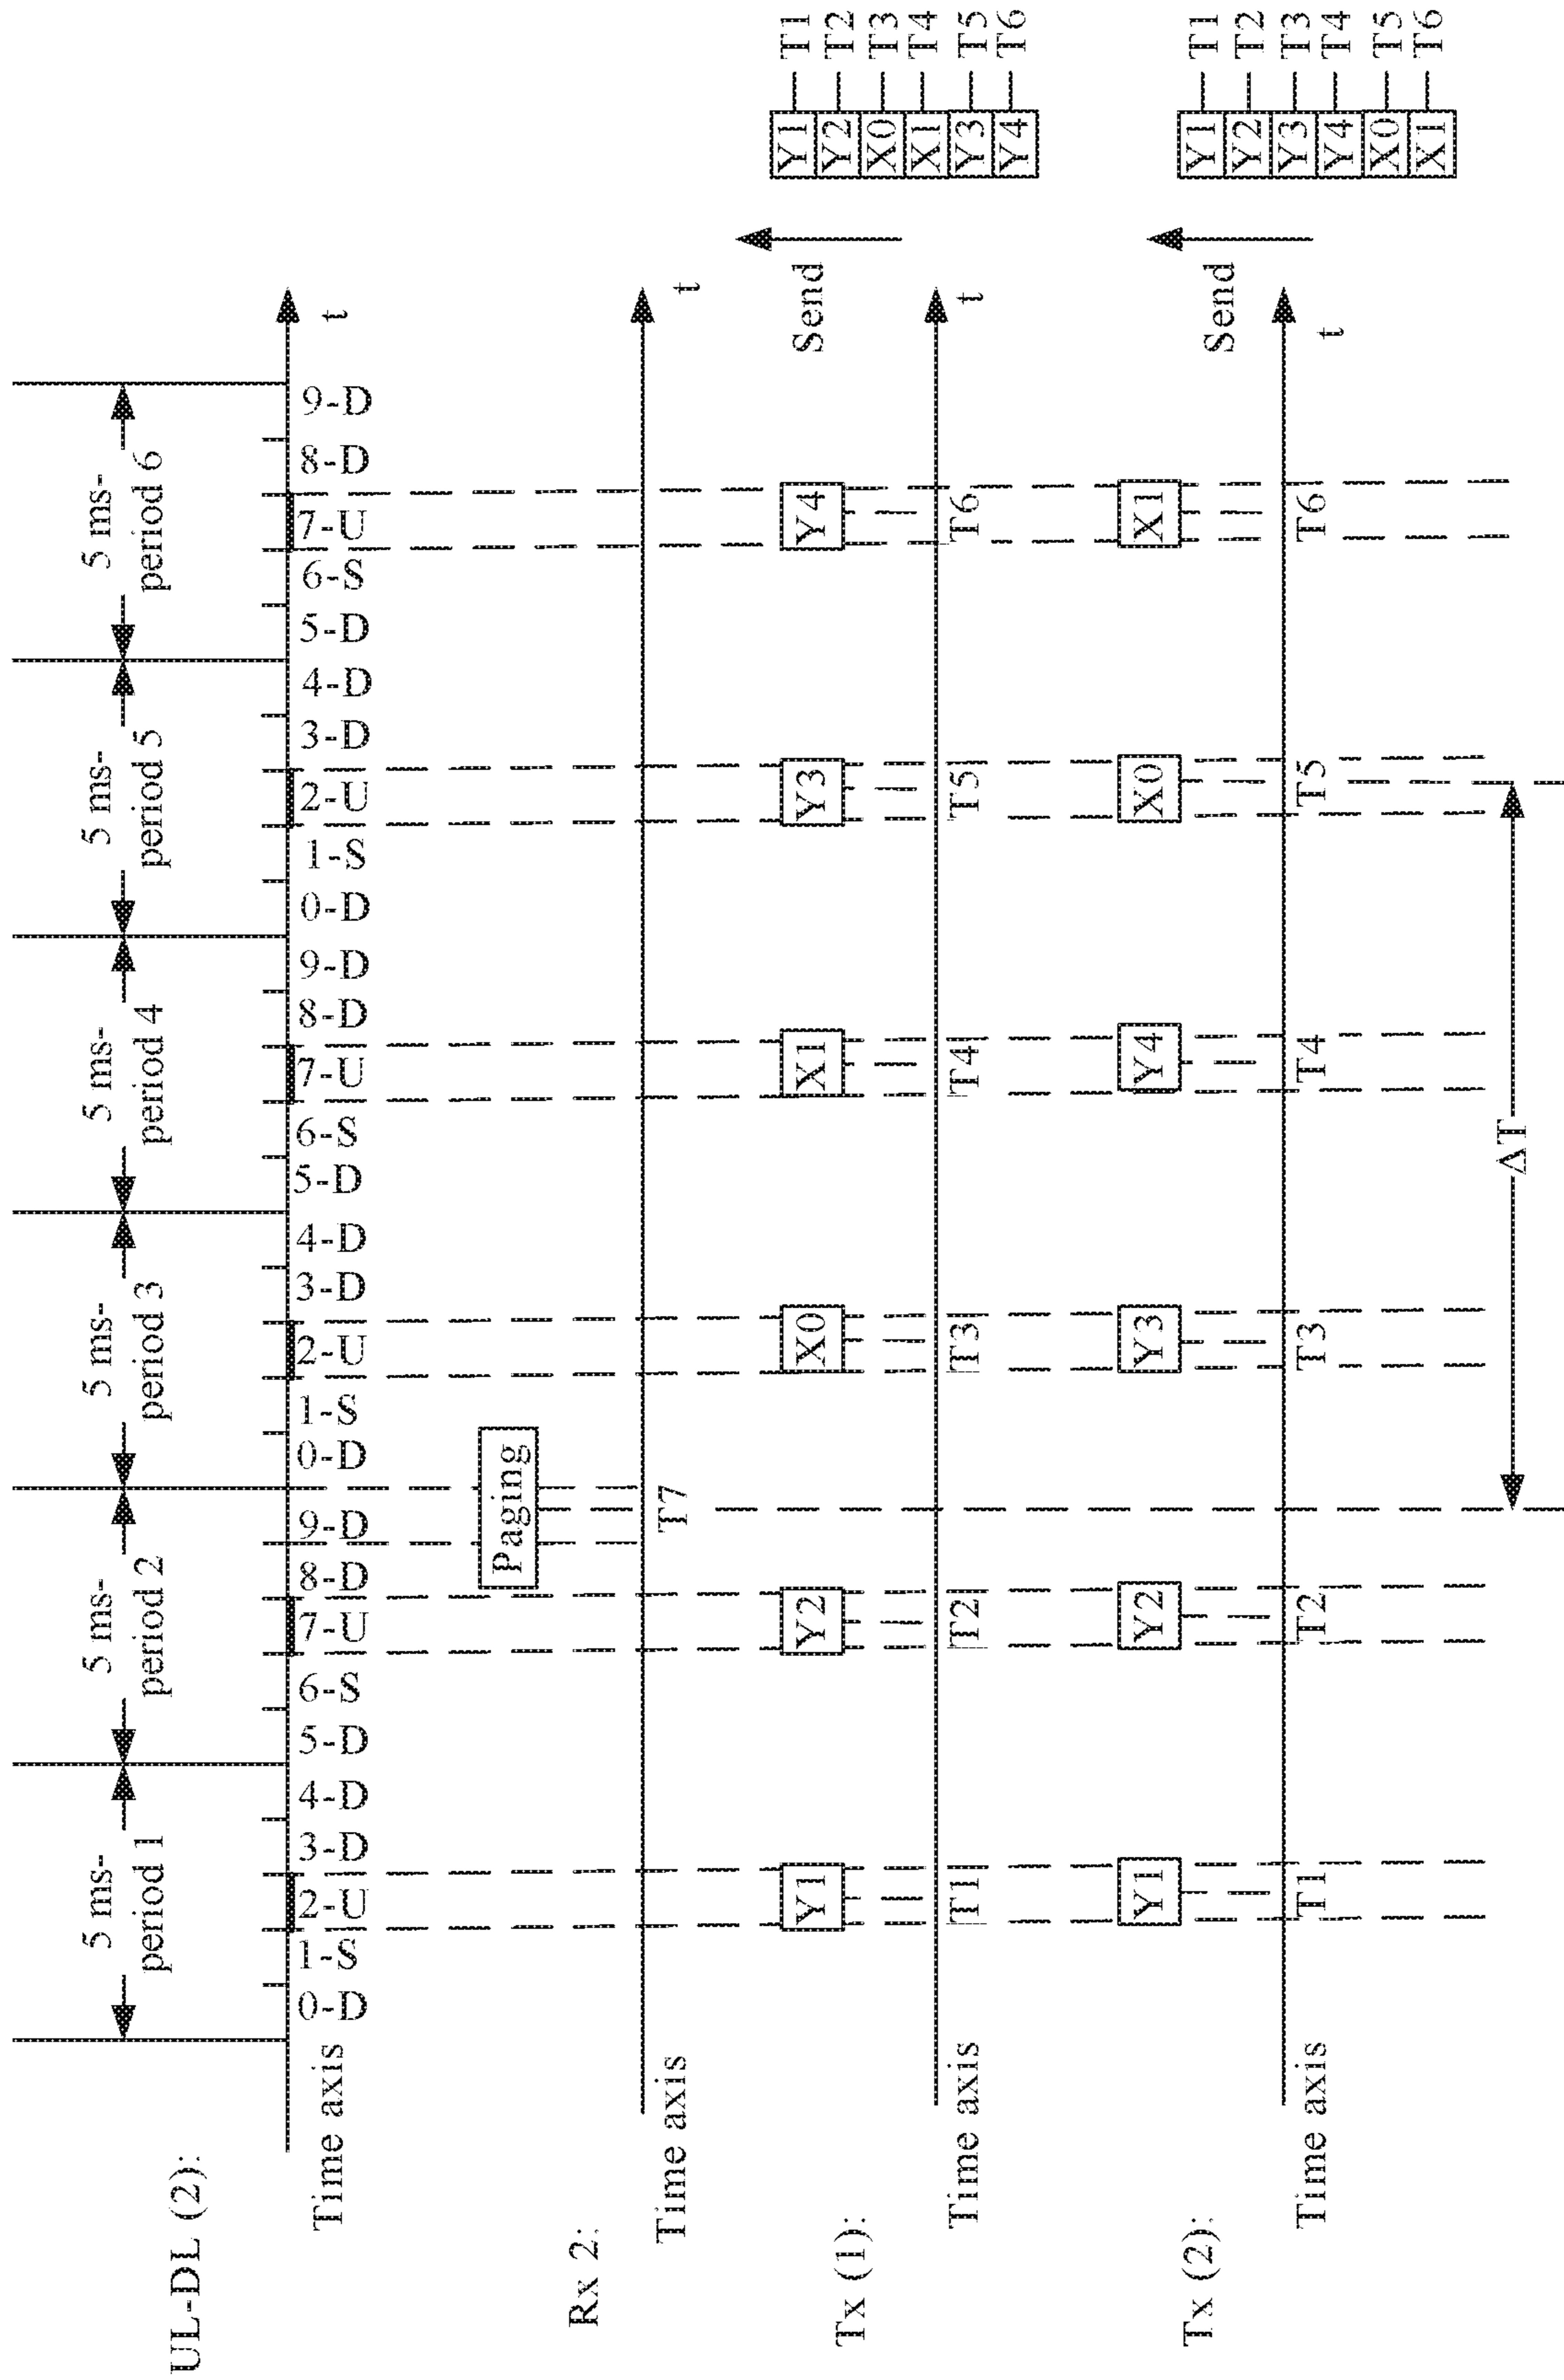 UL-DL (2):
5 ms-
period 1
5 ms-
period 2
5 ms-
period 3
5 ms-
period 4
5 ms-
period 5
5 ms-
period 6
0-D 1-S 2-U 3-D 4-D 5-D 6-S 7-U 8-D 9-D 0-D 1-S 2-U 3-D 4-D 5-D 6-S 7-U 8-D 9-D 0-D 1-S 2-U 3-D 4-D 5-D 6-S 7-U 8-D 9-D
t
Time axis
Rx 2:
Paging
T7
t
Time axis
Tx (1):
Y1 Y2 X0 X1 Y3 Y4
T1 T2 T3 T4 T5 T6
t
Time axis
Send
Y1 T1
Y2 T2
X0 T3
X1 T4
Y3 T5
Y4 T6
Tx (2):
Y1 Y2 Y3 Y4 X0 X1
T1 T2 T3 T4 T5 T6
t
Time axis
Send
Y1 T1
Y2 T2
Y3 T3
Y4 T4
X0 T5
X1 T6
ΔT